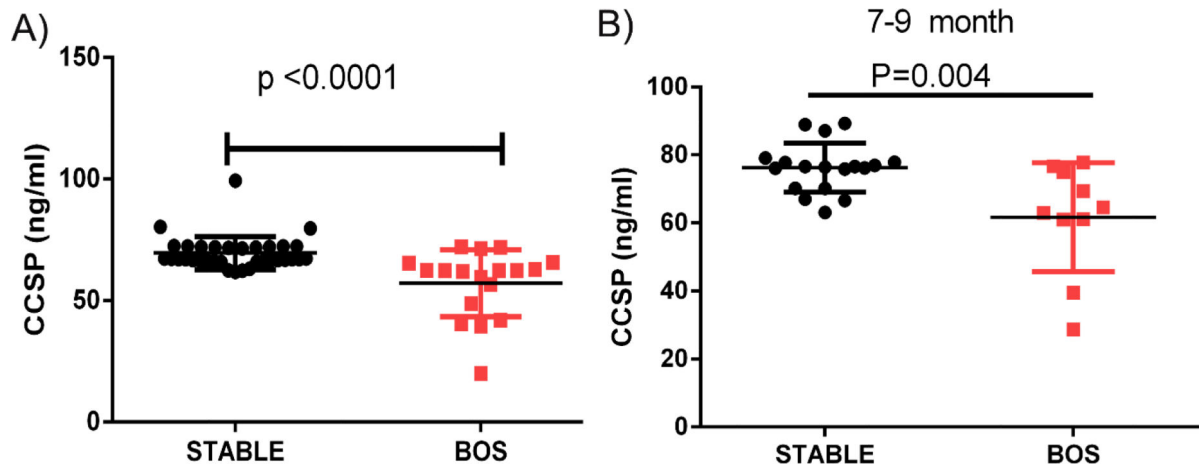 A)
p <0.0001
CCSP (ng/ml)
150
100
50
0
STABLE BOS
B)
7-9 month
P=0.004
CCSP (ng/ml)
100
80
60
40
20
0
STABLE BOS